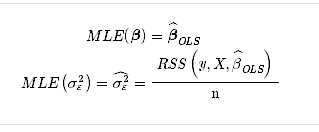 MLE(β) = β̂_OLS
MLE(σ_ε²) = σ̂_ε² = RSS(y, X, β̂_OLS) / n